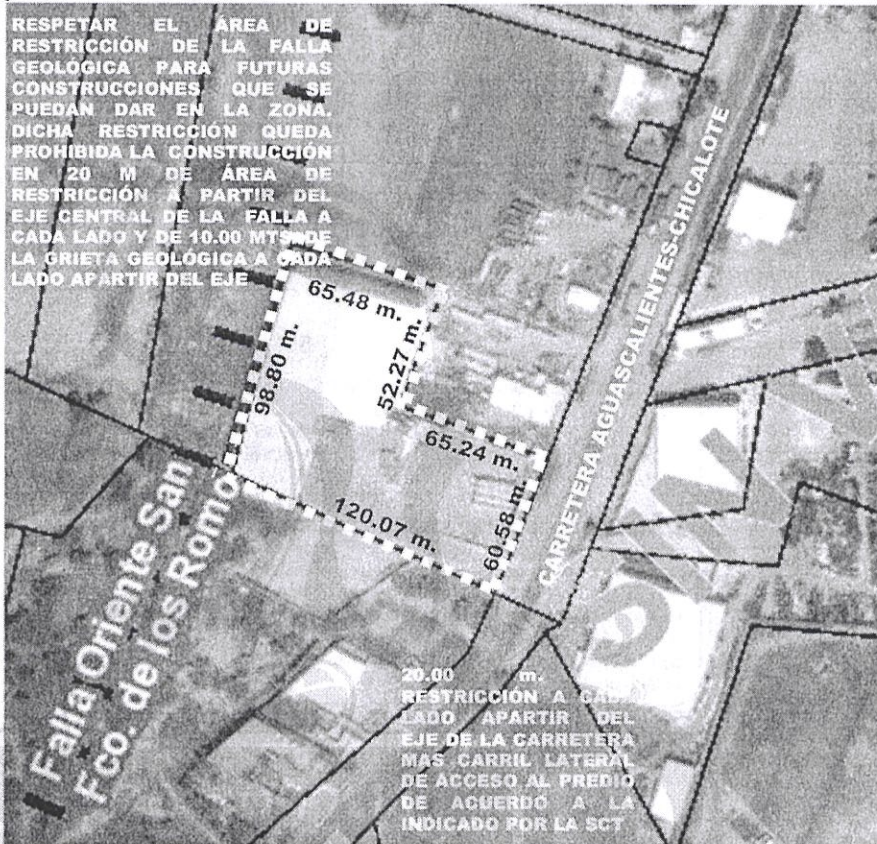 RESPETAR EL ÁREA DE
RESTRICCIÓN DE LA FALLA
GEOLÓGICA PARA FUTURAS
CONSTRUCCIONES QUE SE
PUEDAN DAR EN LA ZONA.
DICHA RESTRICCIÓN QUEDA
PROHIBIDA LA CONSTRUCCIÓN
EN 20 M DE ÁREA DE
RESTRICCIÓN A PARTIR DEL
EJE CENTRAL DE LA FALLA A
CADA LADO Y DE 10.00 MTS DE
LA GRIETA GEOLÓGICA A CADA
LADO APARTIR DEL EJE
65.48 m.
98.80 m.
52.27 m.
65.24 m.
120.07 m.
60.58 m.
CARRETERA AGUASCALIENTES-CHICALOTE
Falla Oriente San
Fco. de los Romo
20.00 m.
RESTRICCIÓN A CADA
LADO APARTIR DEL
EJE DE LA CARRETERA
MAS CARRIL LATERAL
DE ACCESO AL PREDIO
DE ACUERDO A LA
INDICADO POR LA SCT